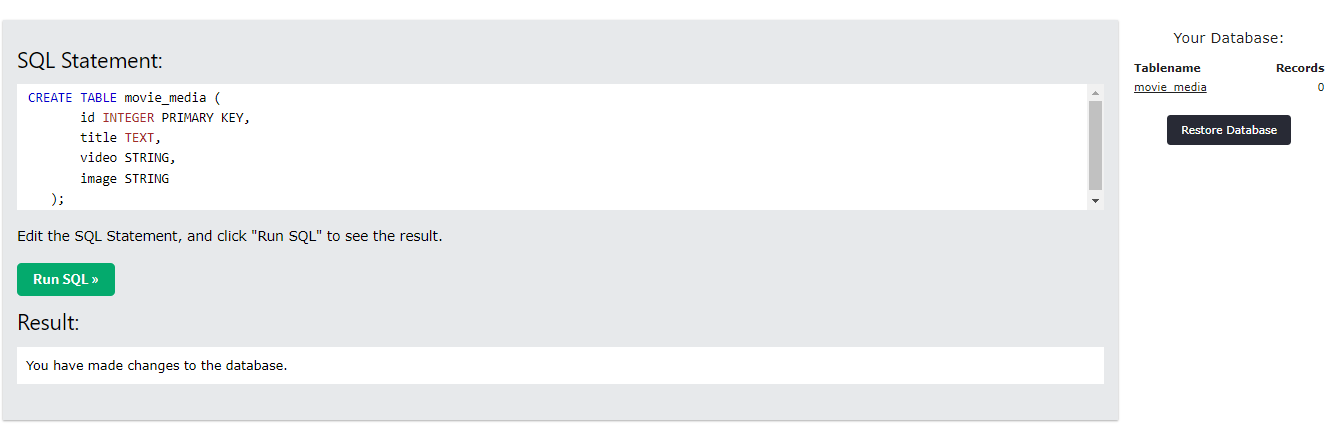 SQL Statement:
CREATE TABLE movie_media (
id INTEGER PRIMARY KEY,
title TEXT,
video STRING,
image STRING
);
Edit the SQL Statement, and click "Run SQL" to see the result.
Run SQL »
Result:
You have made changes to the database.
Your Database:
Tablename Records
movie_media 0
Restore Database